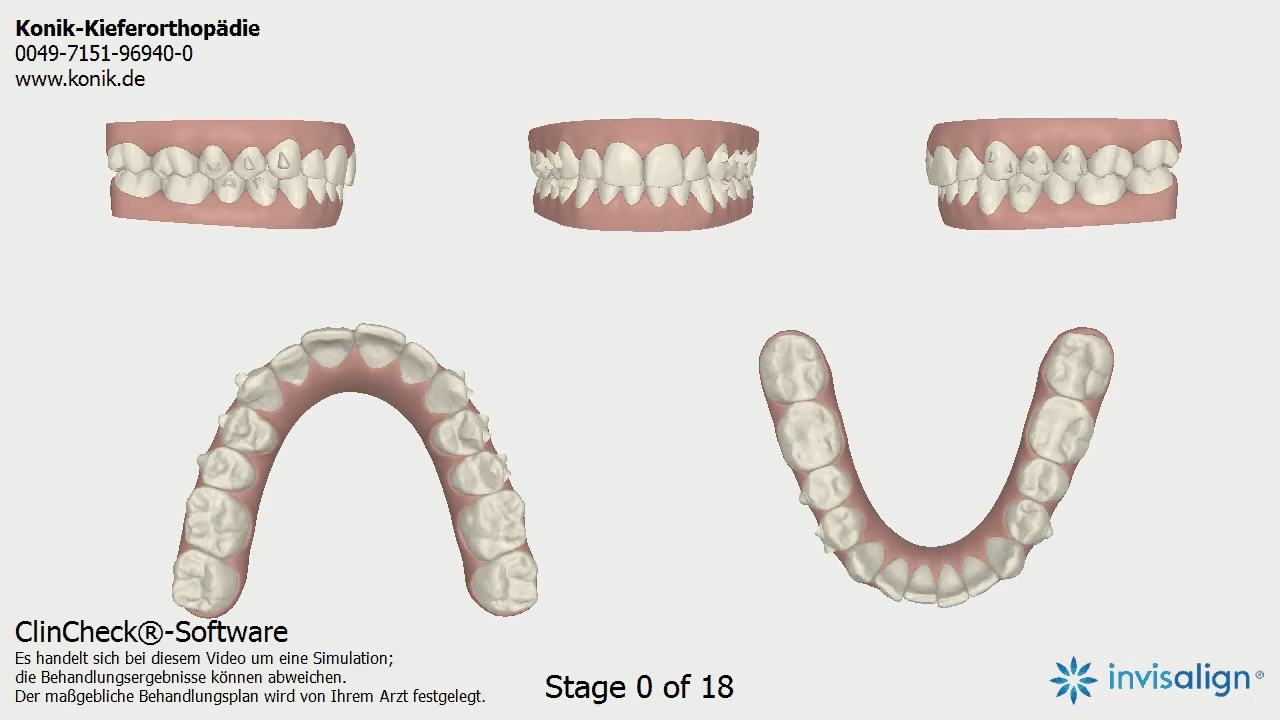 Konik-Kieferorthopädie
0049-7151-96940-0
www.konik.de
ClinCheck®-Software
Es handelt sich bei diesem Video um eine Simulation;
die Behandlungsergebnisse können abweichen.
Der maßgebliche Behandlungsplan wird von Ihrem Arzt festgelegt.
Stage 0 of 18
invisalign®